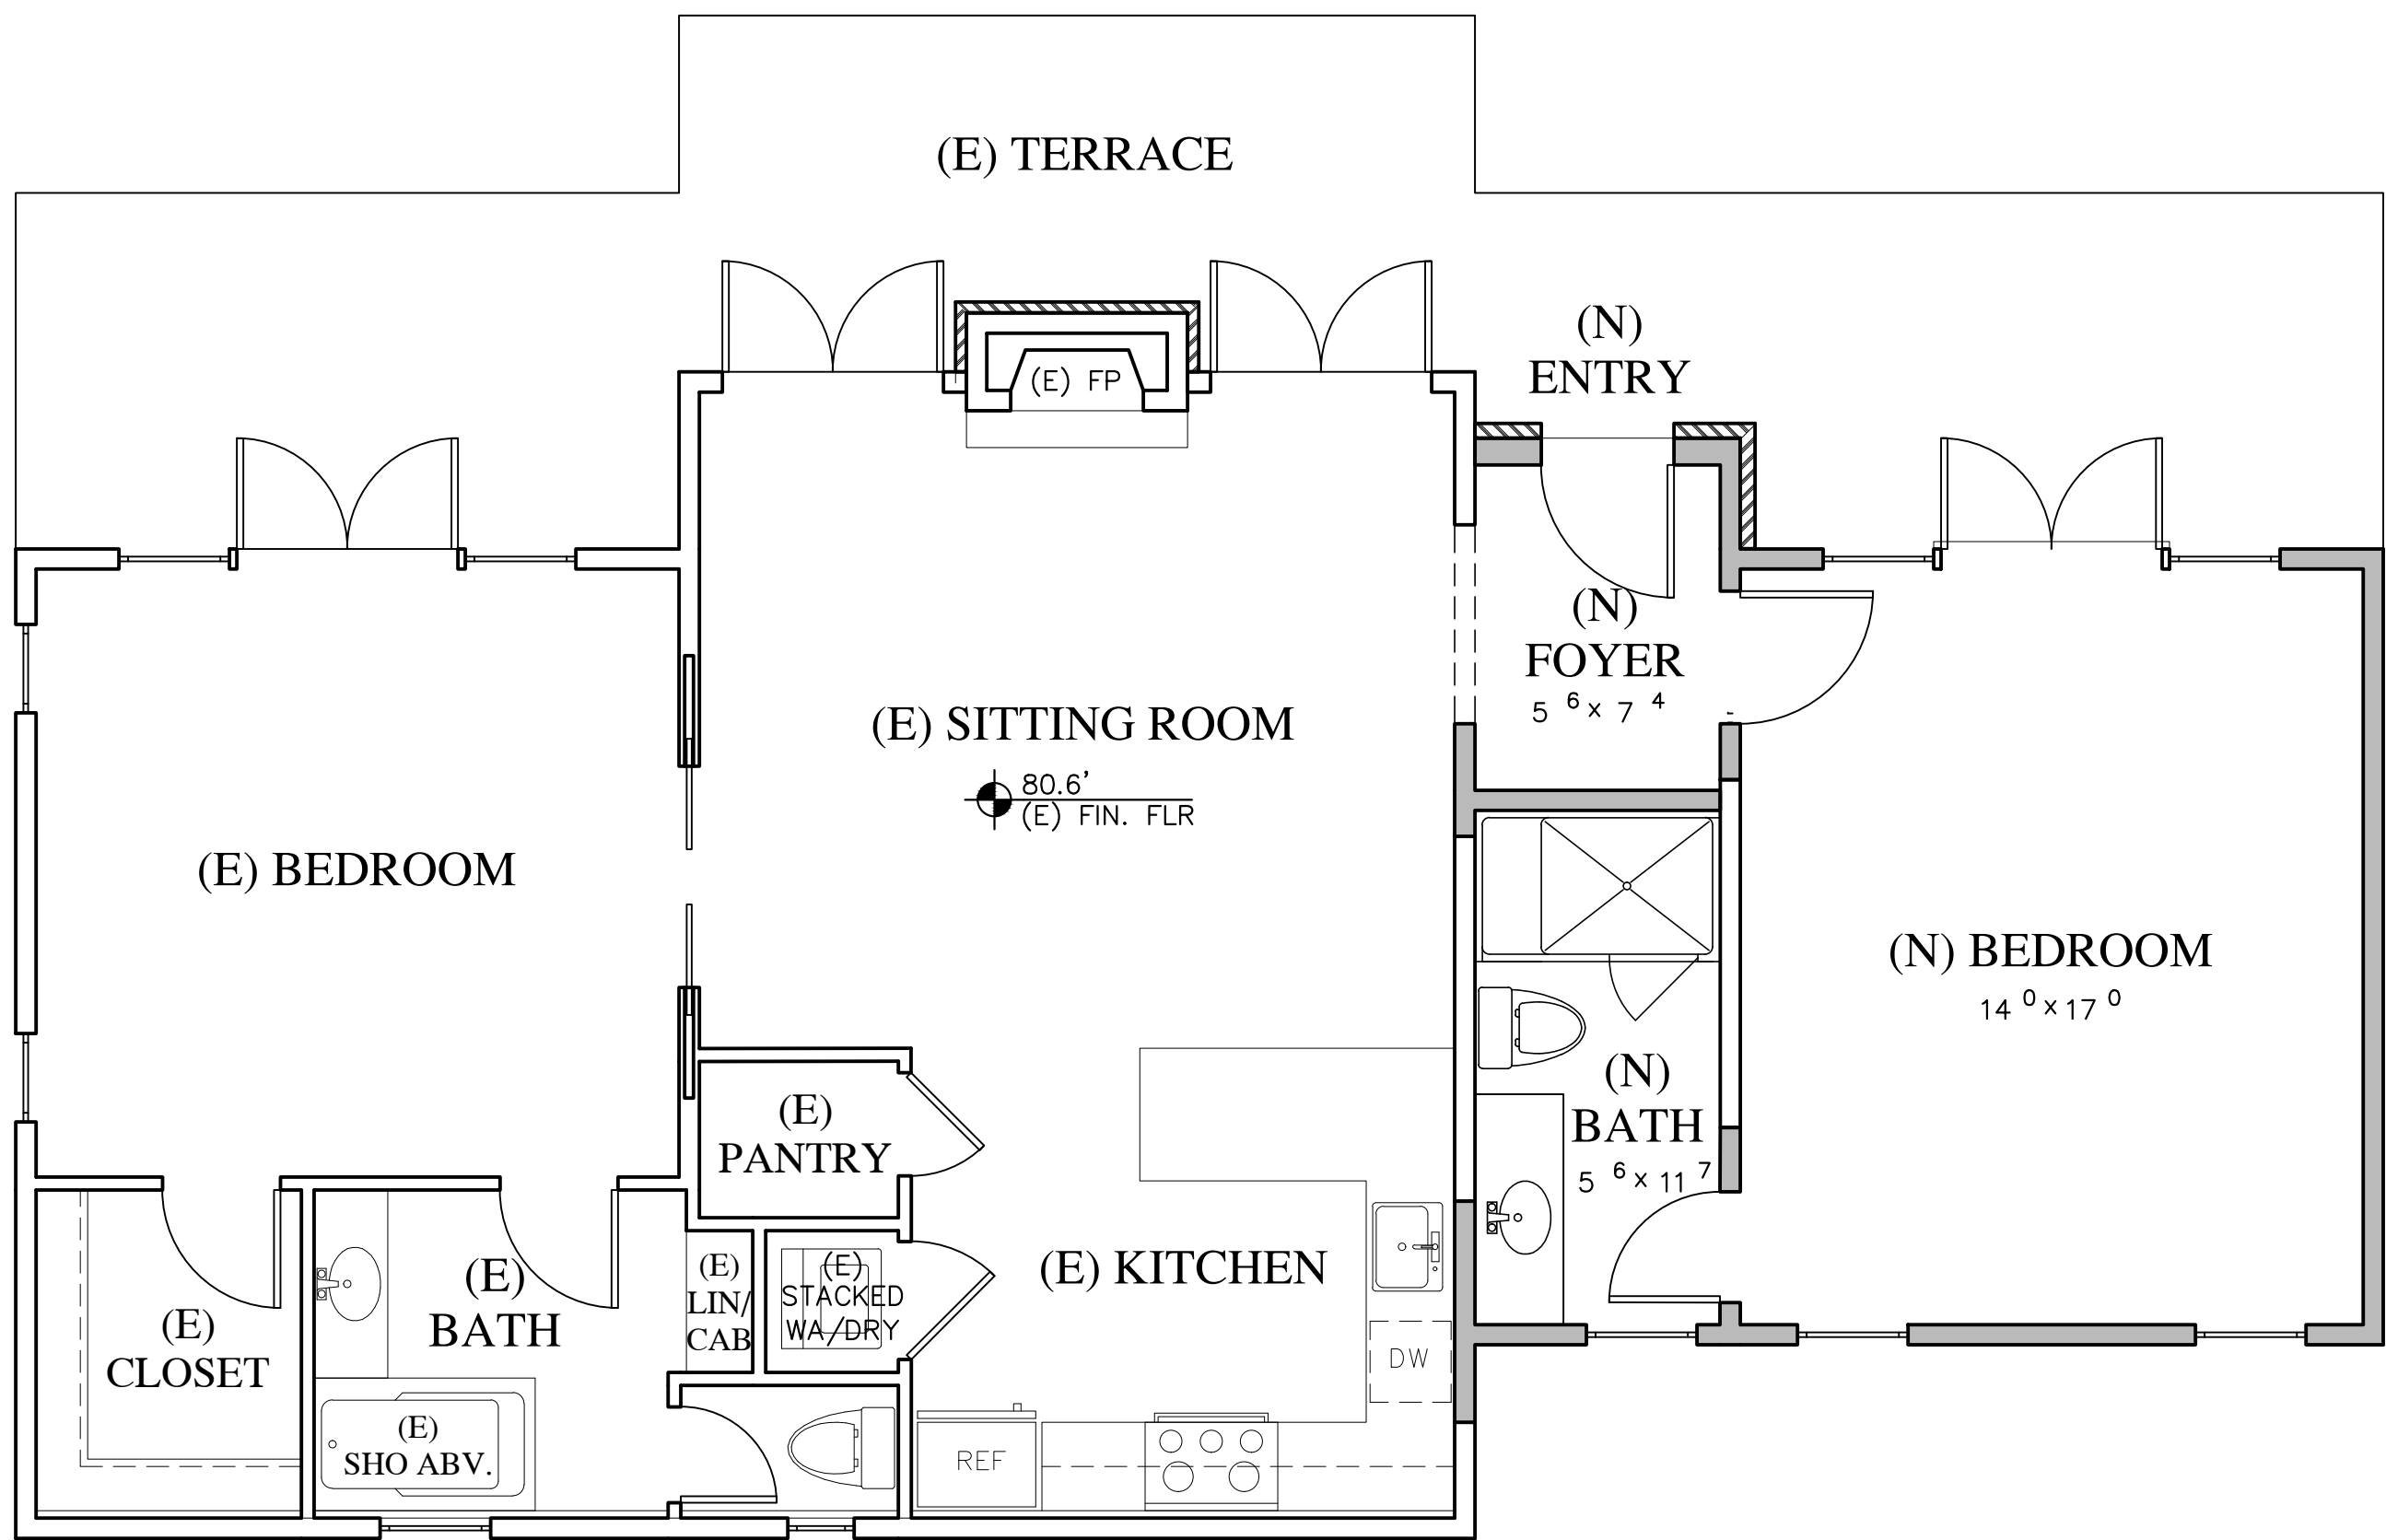 (E) TERRACE
(N)
ENTRY
(E) FP
(N)
FOYER
5 6 x 7 4
(E) SITTING ROOM
80.6'
(E) FIN. FLR
(E) BEDROOM
(N) BEDROOM
14 0 x 17 0
(N)
BATH
5 6 x 11 7
(E)
PANTRY
(E) KITCHEN
(E)
LIN/
CAB
(E)
STACKED
WA/DRY
(E)
BATH
(E)
CLOSET
DW
(E)
SHO ABV.
REF